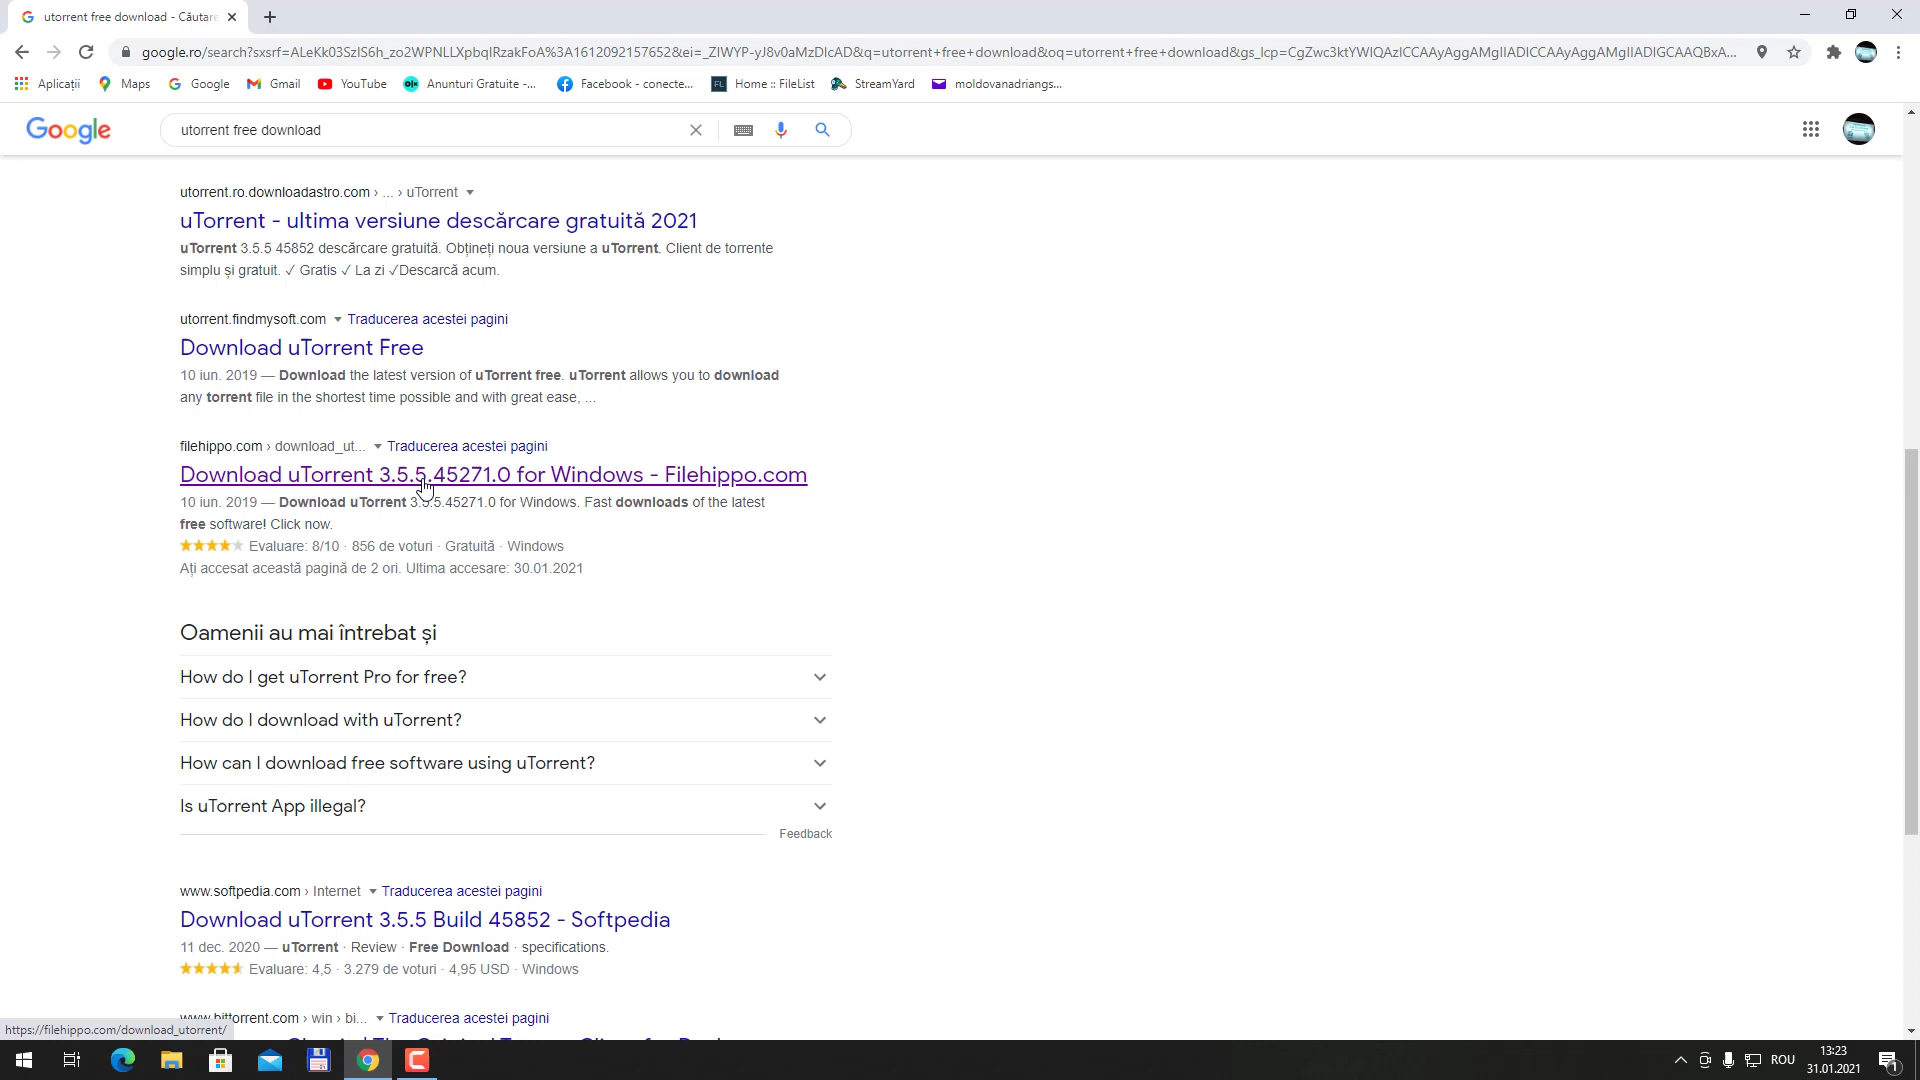 utorrent free download - Căutare
google.ro/search?sxsrf=ALeKk03SzIS6h_zo2WPNLLXpbqlRzakFoA%3A1612092157652&ei=_ZIWYP-yJ8v0aMzDlcAD&q=utorrent+free+download&oq=utorrent+free+download&gs_lcp=CgZwc3ktYWIQAzICCAAyAggAMgIIADICCAAyAggAMgIIADIGCAAQBxA...
Aplicații
Maps
Google
Gmail
YouTube
Anunturi Gratuite -...
Facebook - conecte...
FL
Home :: FileList
StreamYard
moldovanadriangs...
Google
utorrent free download
utorrent.ro.downloadastro.com › ... › uTorrent
uTorrent - ultima versiune descărcare gratuită 2021
uTorrent 3.5.5 45852 descărcare gratuită. Obțineți noua versiune a uTorrent. Client de torrente
simplu și gratuit. ✓ Gratis ✓ La zi ✓Descarcă acum.
utorrent.findmysoft.com Traducerea acestei pagini
Download uTorrent Free
10 iun. 2019 — Download the latest version of uTorrent free. uTorrent allows you to download
any torrent file in the shortest time possible and with great ease, ...
filehippo.com › download_ut... Traducerea acestei pagini
Download uTorrent 3.5.5.45271.0 for Windows - Filehippo.com
10 iun. 2019 — Download uTorrent 3.5.5.45271.0 for Windows. Fast downloads of the latest
free software! Click now.
Evaluare: 8/10 · 856 de voturi · Gratuită · Windows
Ați accesat această pagină de 2 ori. Ultima accesare: 30.01.2021
Oamenii au mai întrebat și
How do I get uTorrent Pro for free?
How do I download with uTorrent?
How can I download free software using uTorrent?
Is uTorrent App illegal?
Feedback
www.softpedia.com › Internet Traducerea acestei pagini
Download uTorrent 3.5.5 Build 45852 - Softpedia
11 dec. 2020 — uTorrent · Review · Free Download · specifications.
Evaluare: 4,5 · 3.279 de voturi · 4,95 USD · Windows
www.bittorrent.com › win › bi... Traducerea acestei pagini
https://filehippo.com/download_utorrent/
ROU
13:23
31.01.2021
1